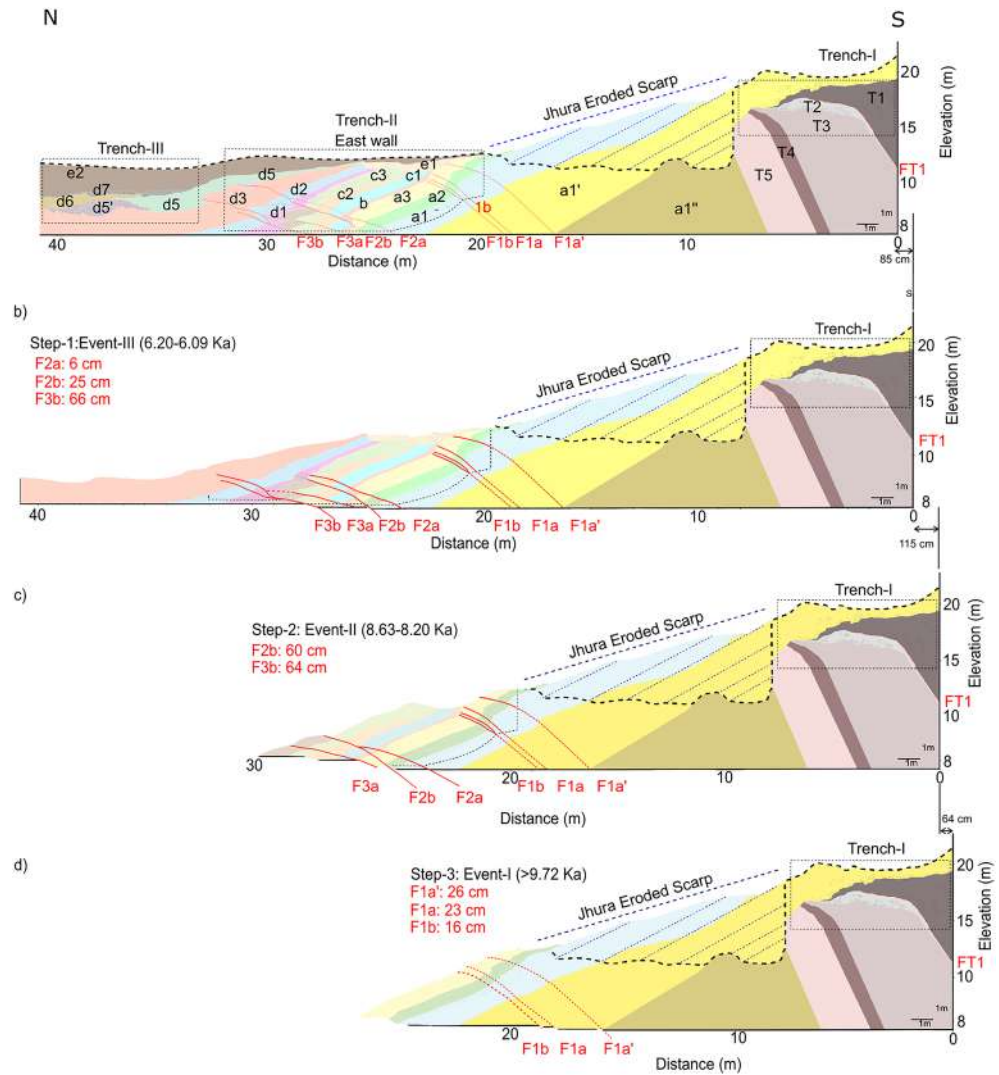 N
S
Trench-I
20
Jhura Eroded Scarp
T1
T2
Trench-II
East wall
T3
15
Elevation (m)
Trench-III
T4
FT1
e2
e1
T5
10
d7
d5
c3
c1
d6
d5'
d5
d3
d2
c2
b
a3
a2
a1'
a1"
d1
a1
1b
1m
1m
8
40
30
F3b
F3a
F2b
F2a
20
F1b
F1a
F1a'
10
0
Distance (m)
85 cm
s
b)
Step-1:Event-III (6.20-6.09 Ka)
F2a: 6 cm
F2b: 25 cm
F3b: 66 cm
Trench-I
20
Jhura Eroded Scarp
15
Elevation (m)
FT1
10
1m
1m
8
40
30
F3b
F3a
F2b
F2a
20
F1b
F1a
F1a'
10
0
Distance (m)
115 cm
c)
Step-2: Event-II (8.63-8.20 Ka)
F2b: 60 cm
F3b: 64 cm
Trench-I
20
Jhura Eroded Scarp
15
Elevation (m)
FT1
10
1m
1m
8
30
F3a
F2b
F2a
20
F1b
F1a
F1a'
10
0
Distance (m)
64 cm
d)
Step-3: Event-I (>9.72 Ka)
F1a': 26 cm
F1a: 23 cm
F1b: 16 cm
Trench-I
20
Jhura Eroded Scarp
15
Elevation (m)
FT1
10
1m
1m
8
20
F1b
F1a
F1a'
10
0
Distance (m)